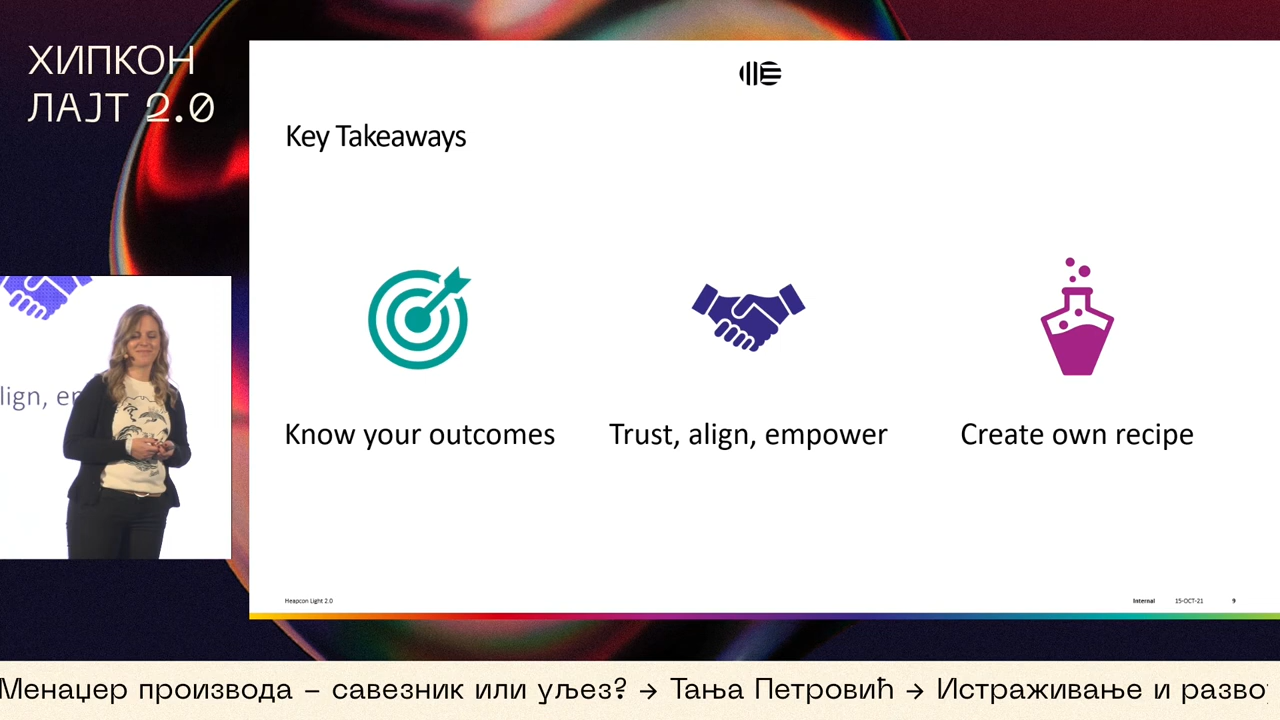 ХИПКОН
ЛАЈТ 2.0
Key Takeaways
lign, er
Know your outcomes
Trust, align, empower
Create own recipe
Heapcon Light 2.0
Internal
15-OCT-21
9
Менаџер производа – савезник или уљез? → Тања Петровић → Истраживање и разво